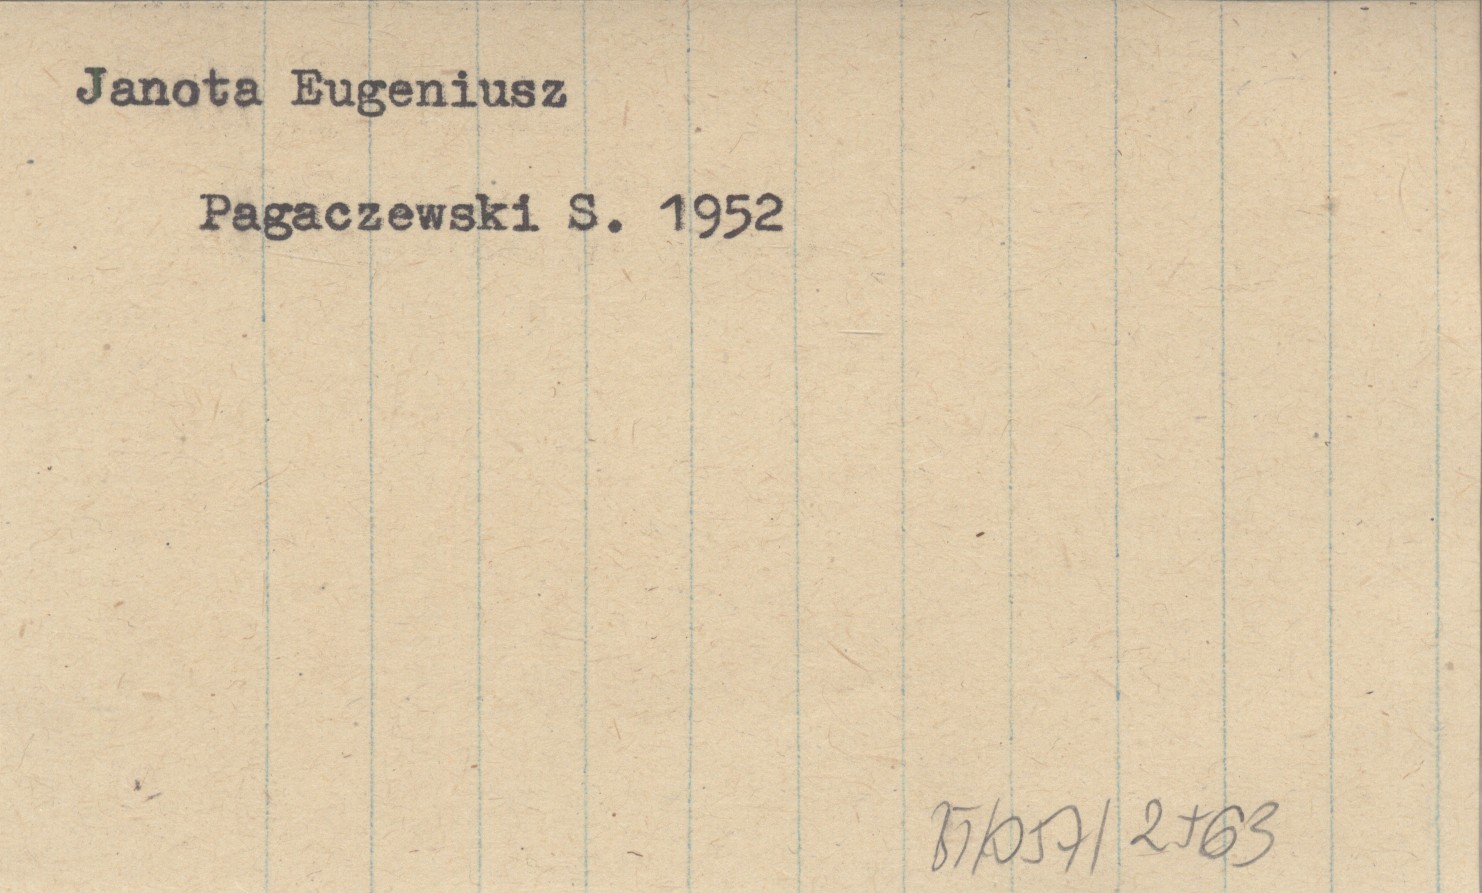 Janota Eugeniusz
Pagaczewski S. 1952